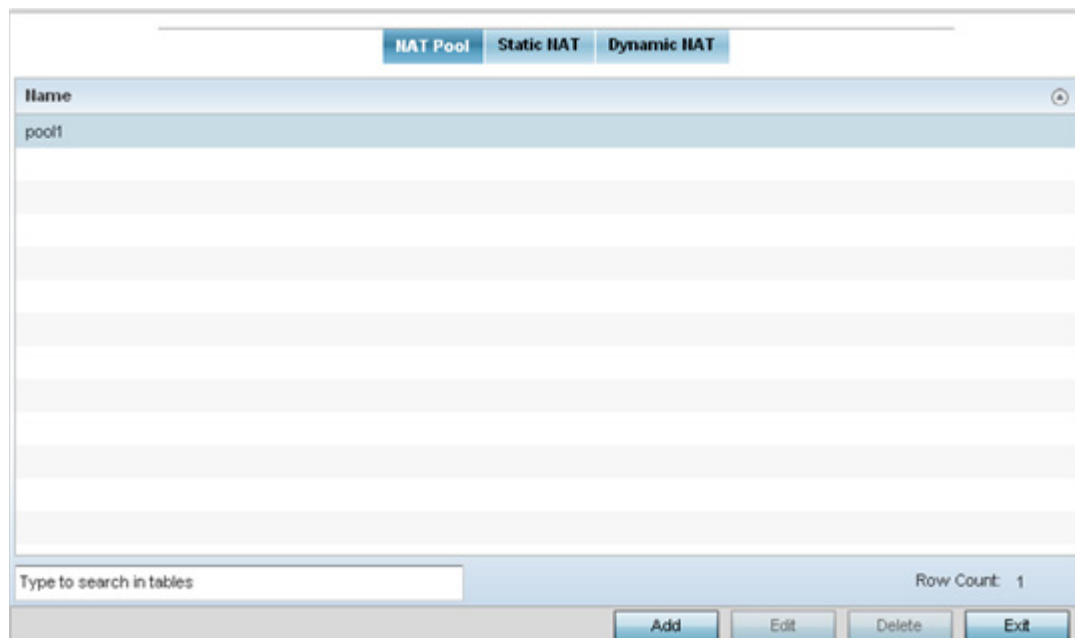 NAT Pool Static NAT Dynamic NAT
Name
pool1
Type to search in tables Row Count: 1
Add Edit Delete Exit